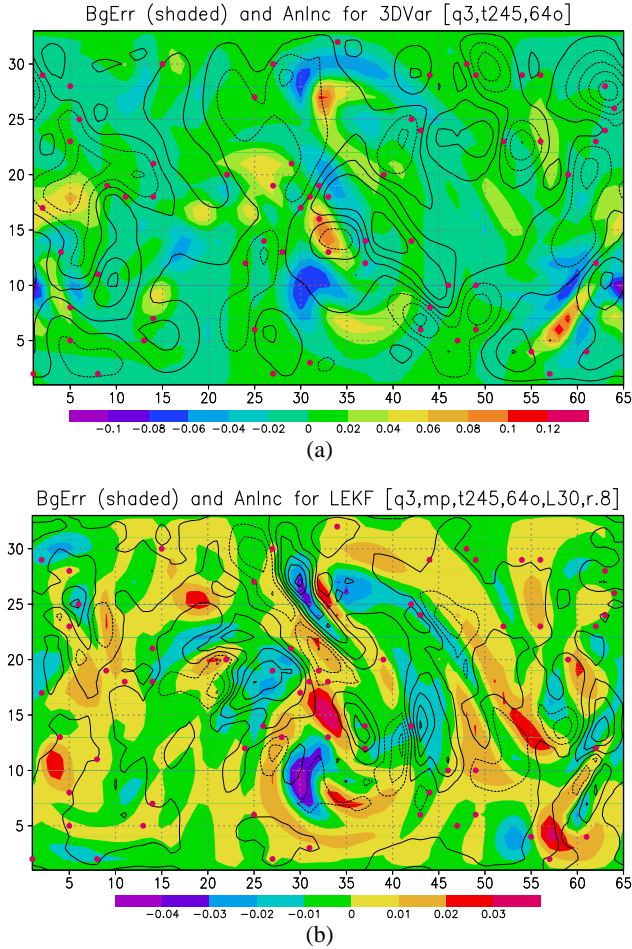 BgErr (shaded) and AnInc for 3DVar [q3,t245,64o]
30
25
20
15
10
5
5 10 15 20 25 30 35 40 45 50 55 60 65
−0.1 −0.08 −0.06 −0.04 −0.02 0 0.02 0.04 0.06 0.08 0.1 0.12
(a)
BgErr (shaded) and AnInc for LEKF [q3,mp,t245,64o,L30,r.8]
30
25
20
15
10
5
5 10 15 20 25 30 35 40 45 50 55 60 65
−0.04 −0.03 −0.02 −0.01 0 0.01 0.02 0.03
(b)